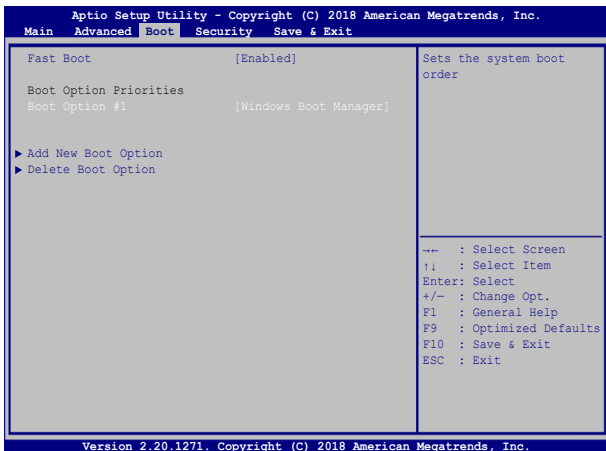 Aptio Setup Utility - Copyright (C) 2018 American Megatrends, Inc.
Main Advanced Boot Security Save & Exit
Fast Boot [Enabled]
Boot Option Priorities
Boot Option #1 [Windows Boot Manager]
▶ Add New Boot Option
▶ Delete Boot Option
Sets the system boot
order
→← : Select Screen
↑↓ : Select Item
Enter: Select
+/— : Change Opt.
F1 : General Help
F9 : Optimized Defaults
F10 : Save & Exit
ESC : Exit
Version 2.20.1271. Copyright (C) 2018 American Megatrends, Inc.